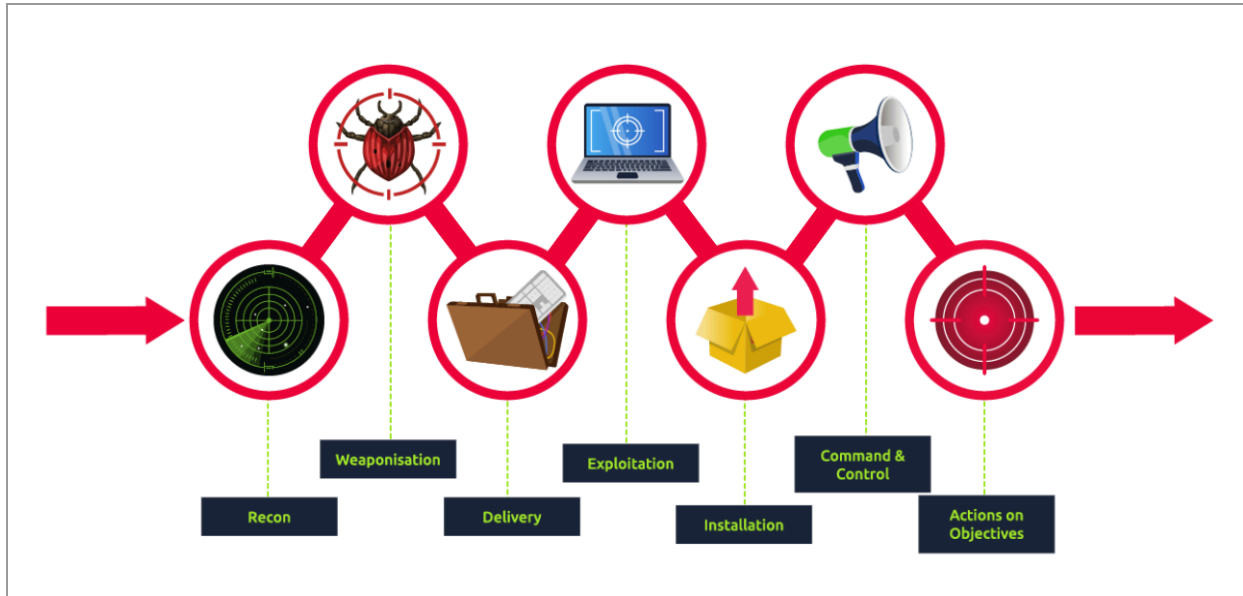 Recon
Weaponisation
Delivery
Exploitation
Installation
Command &
Control
Actions on
Objectives